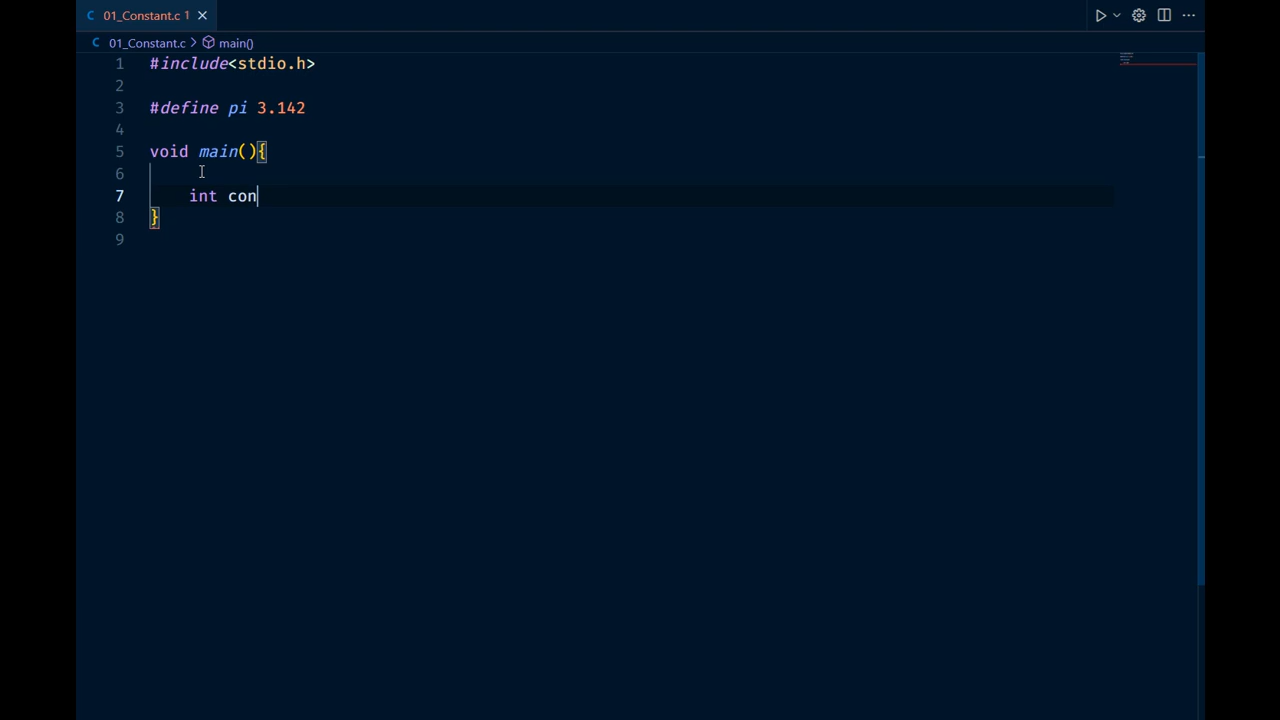 C 01_Constant.c 1
C 01_Constant.c > main()
1 #include<stdio.h>
2
3 #define pi 3.142
4
5 void main(){
6
7 int con
8 }
9